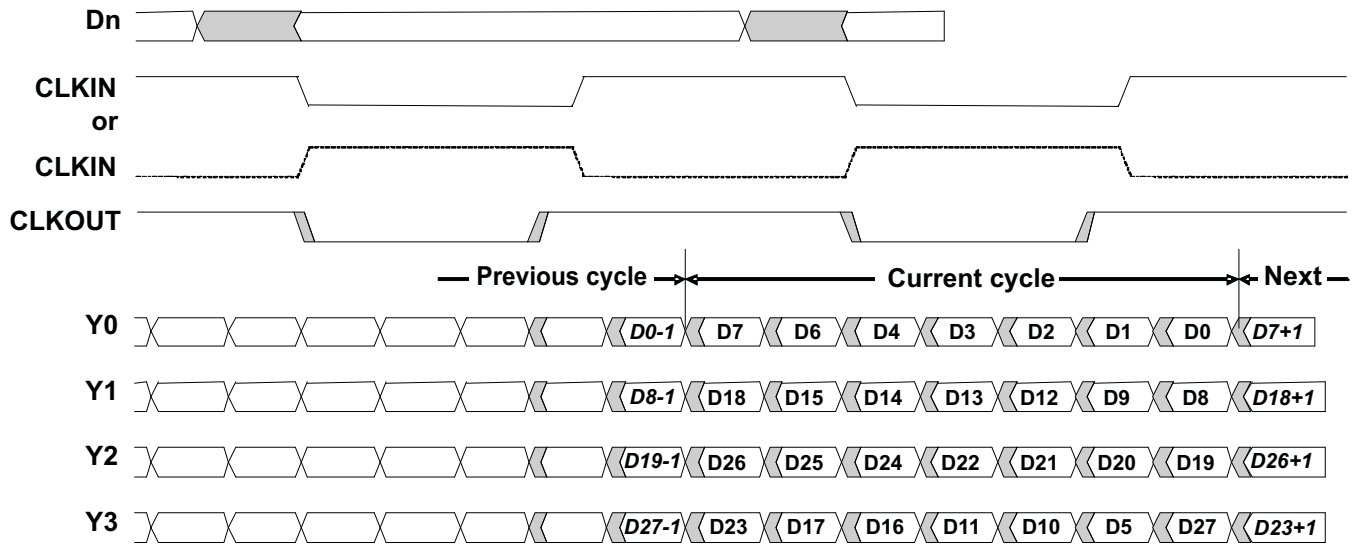 Dn
CLKIN
or
CLKIN
CLKOUT
Previous cycle Current cycle Next
Y0 D0-1 D7 D6 D4 D3 D2 D1 D0 D7+1
Y1 D8-1 D18 D15 D14 D13 D12 D9 D8 D18+1
Y2 D19-1 D26 D25 D24 D22 D21 D20 D19 D26+1
Y3 D27-1 D23 D17 D16 D11 D10 D5 D27 D23+1